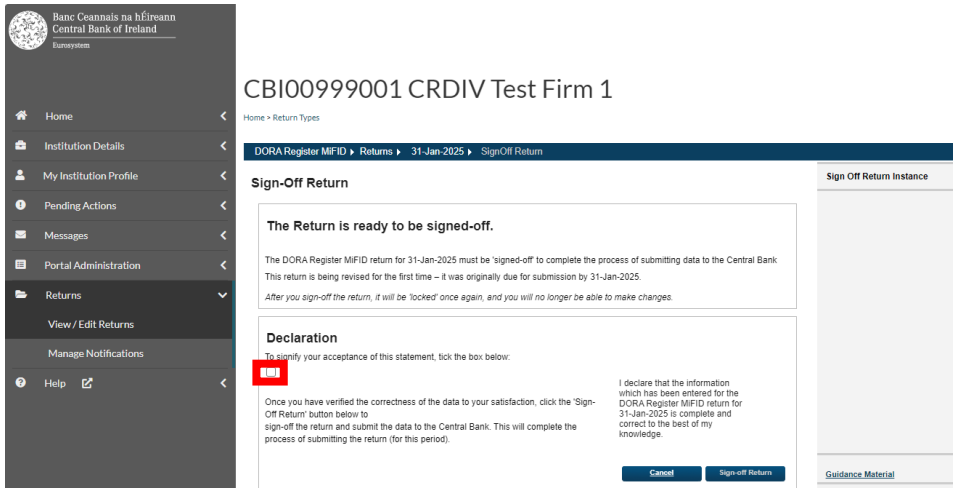 Banc Ceannais na hÉireann
Central Bank of Ireland
Eurosystem
Home
Institution Details
My Institution Profile
Pending Actions
Messages
Portal Administration
Returns
View / Edit Returns
Manage Notifications
Help
CBI00999001 CRDIV Test Firm 1
Home > Return Types
DORA Register MiFID Returns 31-Jan-2025 SignOff Return
Sign-Off Return
The Return is ready to be signed-off.
The DORA Register MiFID return for 31-Jan-2025 must be 'signed-off' to complete the process of submitting data to the Central Bank
This return is being revised for the first time – it was originally due for submission by 31-Jan-2025.
After you sign-off the return, it will be 'locked' once again, and you will no longer be able to make changes.
Declaration
To signify your acceptance of this statement, tick the box below:
Once you have verified the correctness of the data to your satisfaction, click the 'Sign-
Off Return' button below to
sign-off the return and submit the data to the Central Bank. This will complete the
process of submitting the return (for this period).
I declare that the information
which has been entered for the
DORA Register MiFID return for
31-Jan-2025 is complete and
correct to the best of my
knowledge.
Cancel
Sign-off Return
Sign Off Return Instance
Guidance Material